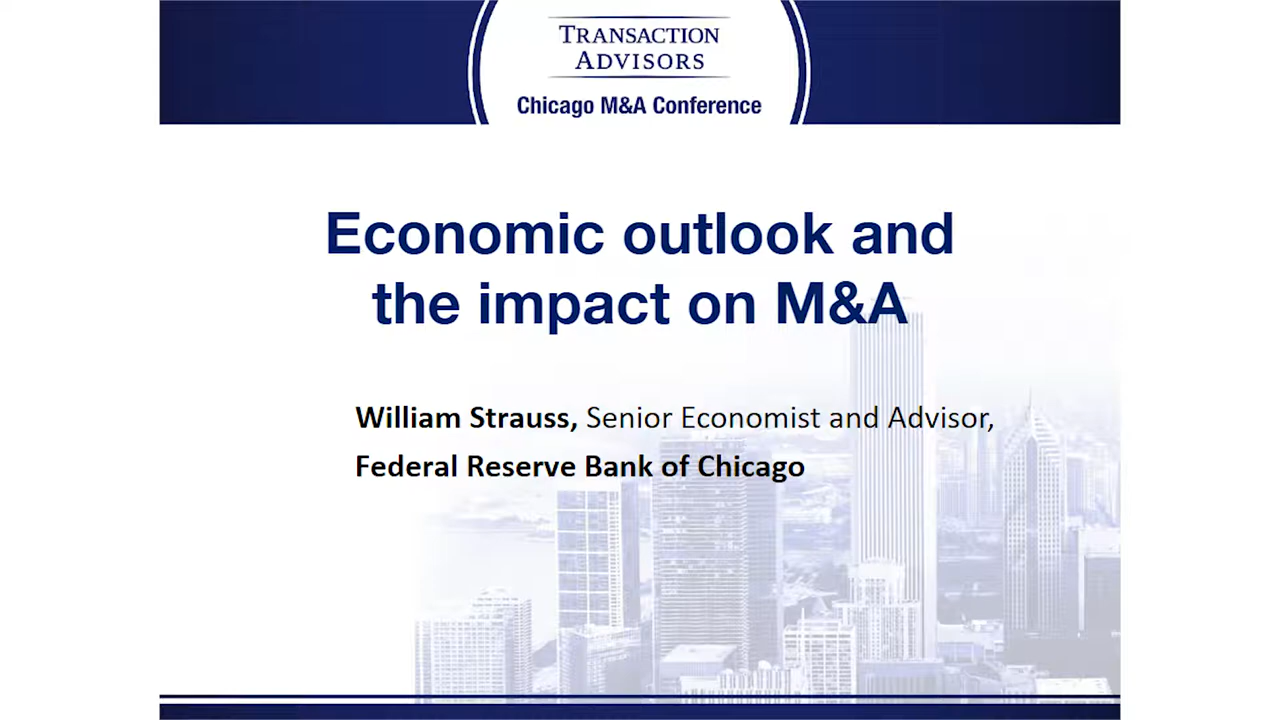 TRANSACTION
ADVISORS
Chicago M&A Conference
Economic outlook and
the impact on M&A
William Strauss, Senior Economist and Advisor,
Federal Reserve Bank of Chicago